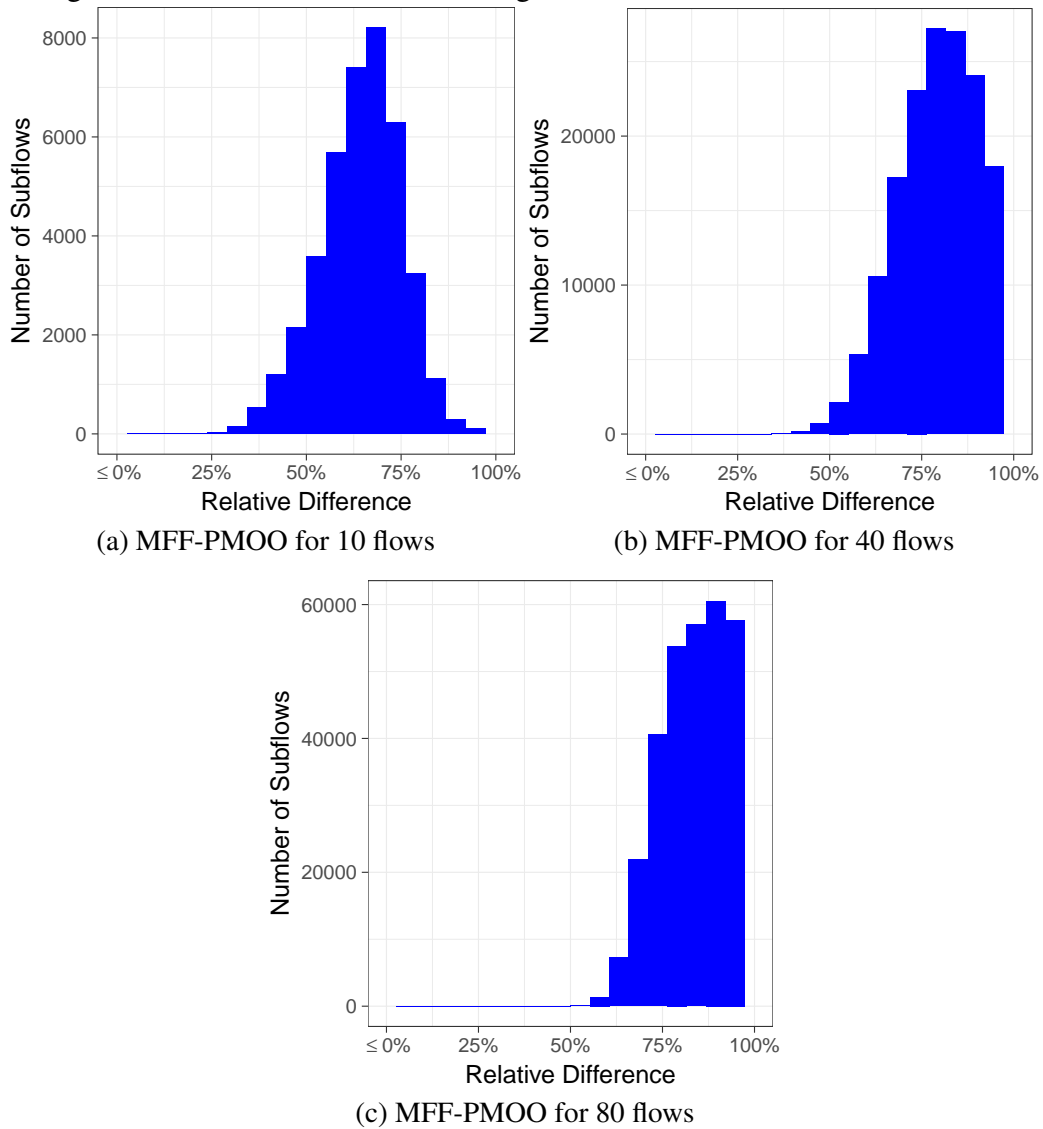 8000
6000
4000
2000
0
Number of Subflows
≤ 0% 25% 50% 75% 100%
Relative Difference
(a) MFF-PMOO for 10 flows
20000
10000
0
Number of Subflows
≤ 0% 25% 50% 75% 100%
Relative Difference
(b) MFF-PMOO for 40 flows
60000
40000
20000
0
Number of Subflows
≤ 0% 25% 50% 75% 100%
Relative Difference
(c) MFF-PMOO for 80 flows